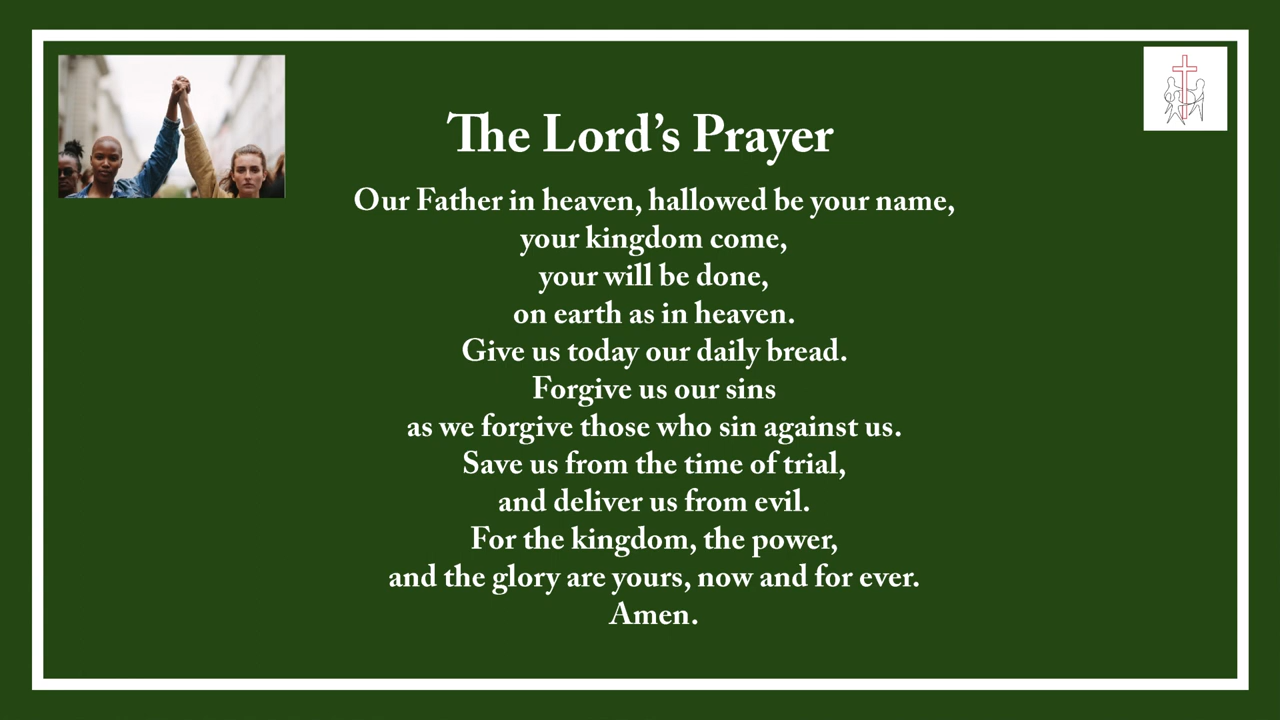 The Lord’s Prayer
Our Father in heaven, hallowed be your name,
your kingdom come,
your will be done,
on earth as in heaven.
Give us today our daily bread.
Forgive us our sins
as we forgive those who sin against us.
Save us from the time of trial,
and deliver us from evil.
For the kingdom, the power,
and the glory are yours, now and for ever.
Amen.